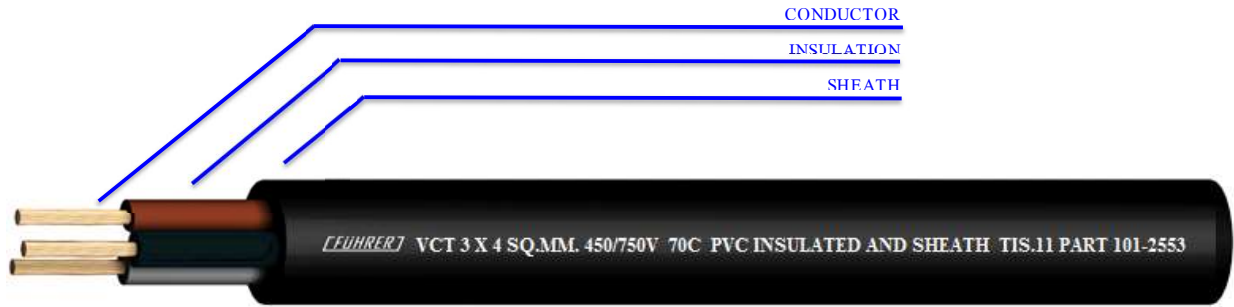 CONDUCTOR
INSULATION
SHEATH
FÜHRER VCT 3 X 4 SQ.MM. 450/750V 70C PVC INSULATED AND SHEATH TIS.11 PART 101-2553